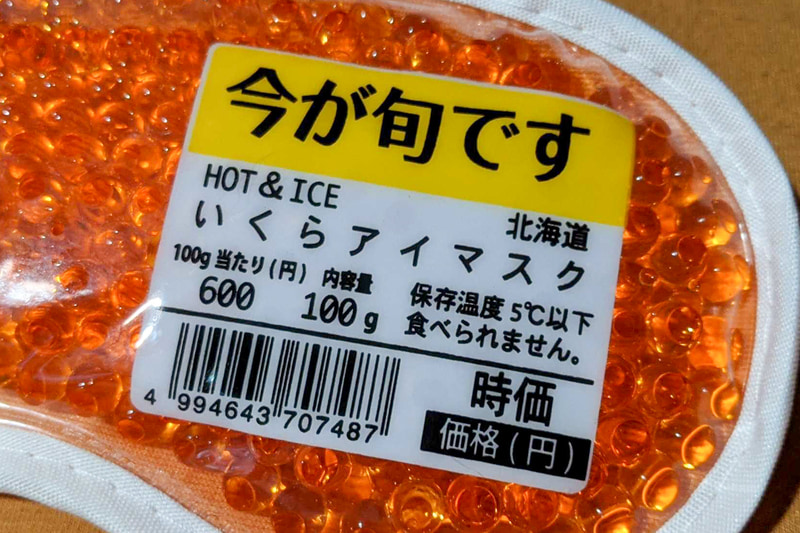 今が旬です
HOT & ICE
北海道
いくらアイマスク
100g当たり(円) 内容量
600 100g
保存温度5℃以下
食べられません。
4 994643 707487
時価
価格(円)